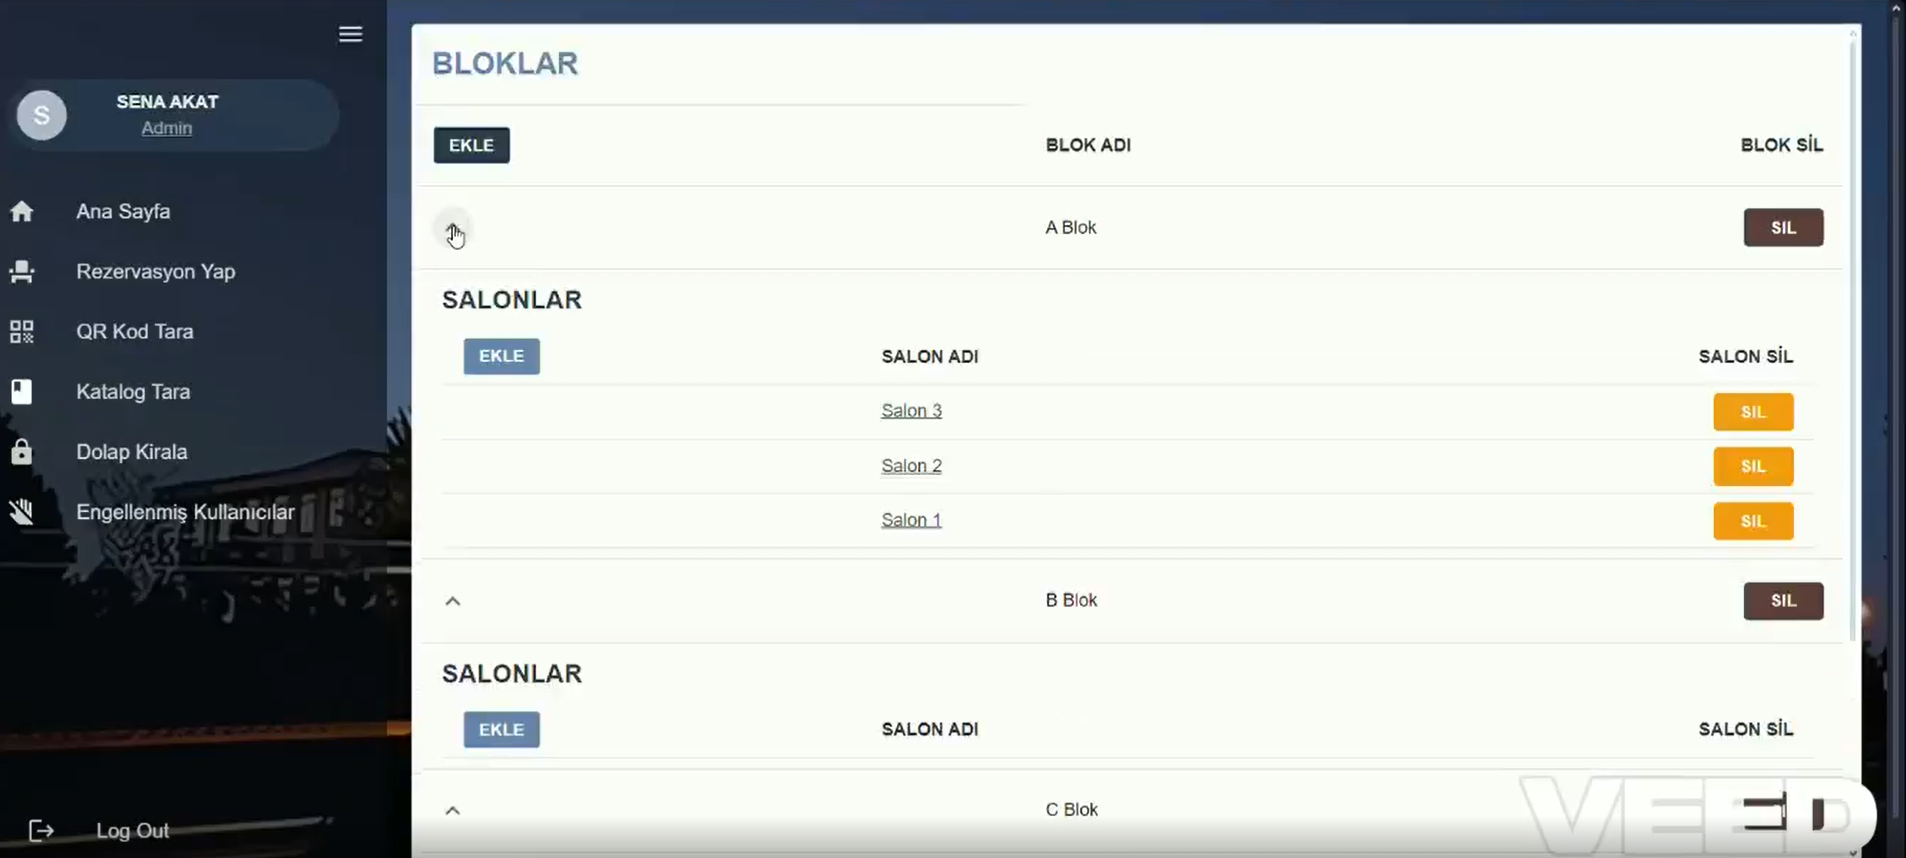 SENA AKAT
Admin
S
Ana Sayfa
Rezervasyon Yap
QR Kod Tara
Katalog Tara
Dolap Kirala
Engellenmiş Kullanıcılar
Log Out
BLOKLAR
EKLE BLOK ADI BLOK SİL
A Blok SIL
SALONLAR
EKLE SALON ADI SALON SİL
Salon 3 SIL
Salon 2 SIL
Salon 1 SIL
B Blok SIL
SALONLAR
EKLE SALON ADI SALON SİL
C Blok
VEED